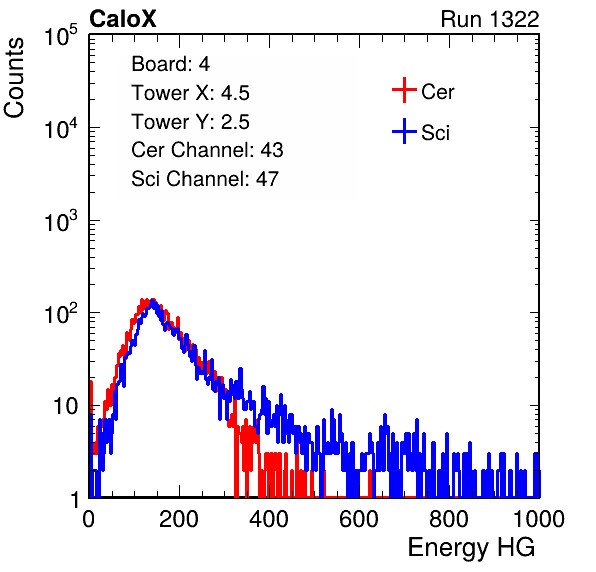 CaloX Run 1322
Counts
Board: 4
Tower X: 4.5
Tower Y: 2.5
Cer Channel: 43
Sci Channel: 47
Cer
Sci
10^5
10^4
10^3
10^2
10
1
0 200 400 600 800 1000
Energy HG